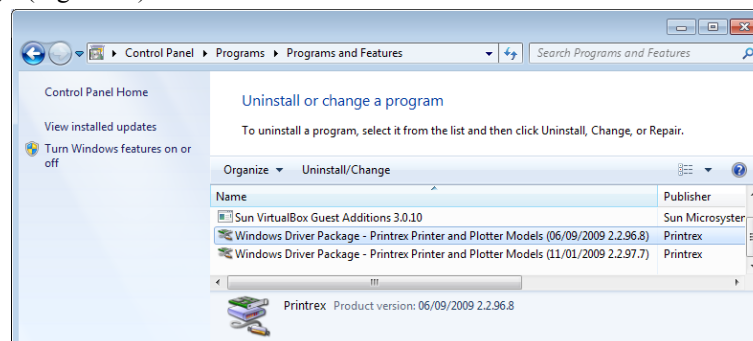 Control Panel ▸ Programs ▸ Programs and Features
Search Programs and Features
Control Panel Home
View installed updates
Turn Windows features on or
off
Uninstall or change a program
To uninstall a program, select it from the list and then click Uninstall, Change, or Repair.
Organize Uninstall/Change
Name Publisher
Sun VirtualBox Guest Additions 3.0.10 Sun Microsyster
Windows Driver Package - Printrex Printer and Plotter Models (06/09/2009 2.2.96.8) Printrex
Windows Driver Package - Printrex Printer and Plotter Models (11/01/2009 2.2.97.7) Printrex
Printrex Product version: 06/09/2009 2.2.96.8